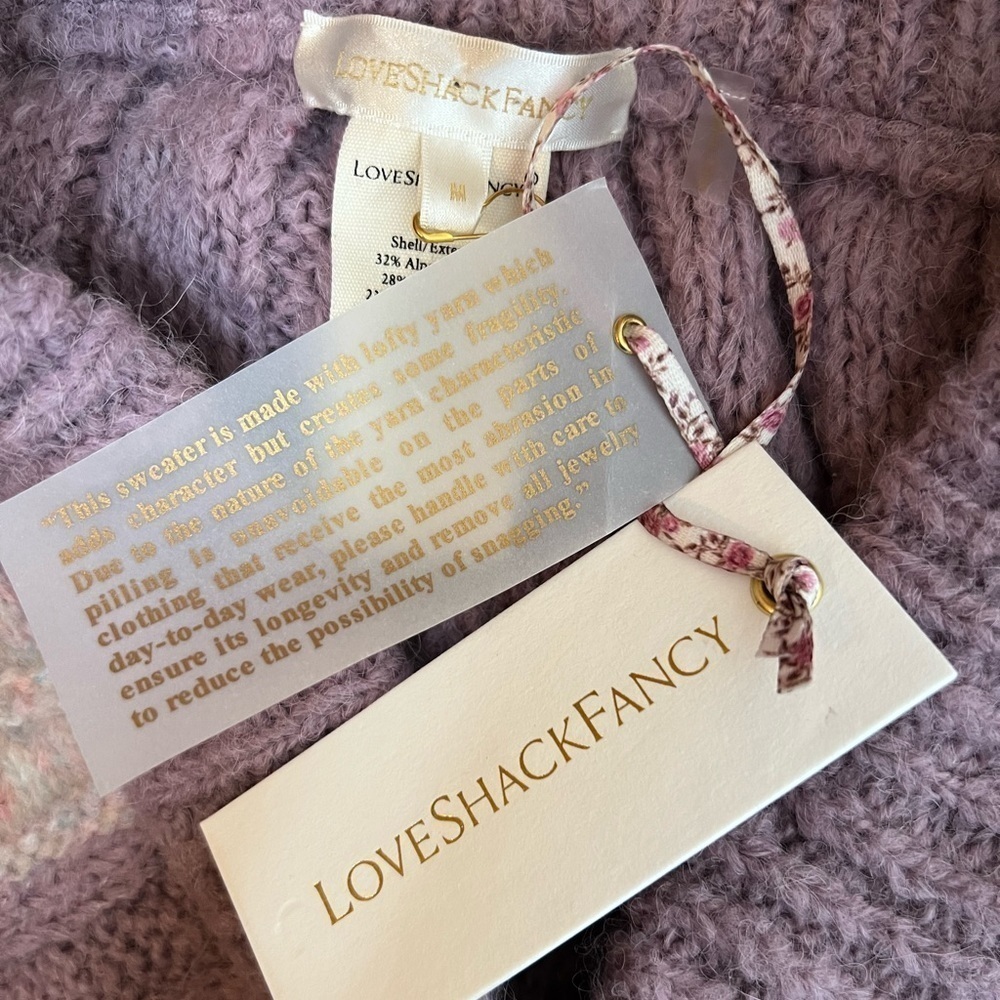 LOVESHACKFANCY
LOVES
NCY
M
Shell/Exte
32% Alp
28%
"This sweater is made with lofty yarn which
adds character but creates some fragility.
Due to the nature of the yarn characteristic
pilling is unavoidable on the parts of
clothing that receive the most abrasion in
day-to-day wear, please handle with care to
ensure its longevity and remove all jewelry
to reduce the possibility of snagging."
LOVESHACKFANCY